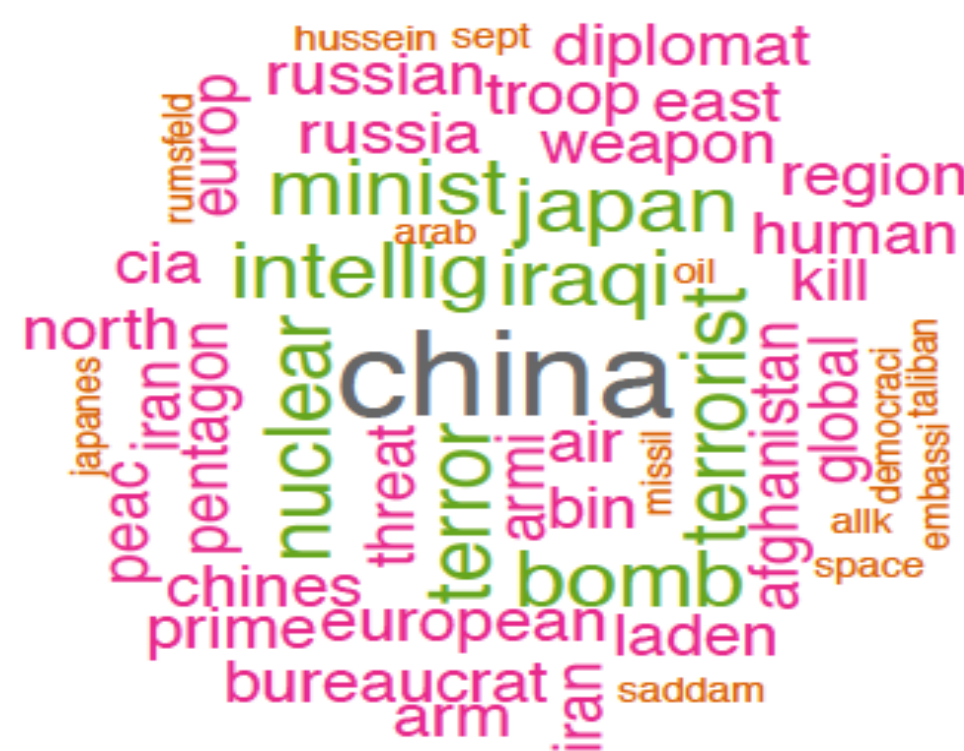 hussein
sept
diplomat
russian
troop
east
rumsfeld
europ
russia
weapon
region
minist
japan
human
arab
cia
intellig
iraqi
oil
kill
north
nuclear
china
terrorist
japanes
iran
pentagon
afghanistan
global
democraci
taliban
peac
threat
terror
armi
air
missil
embassi
bin
allk
space
chines
bomb
prime
european
laden
bureaucrat
iran
saddam
arm